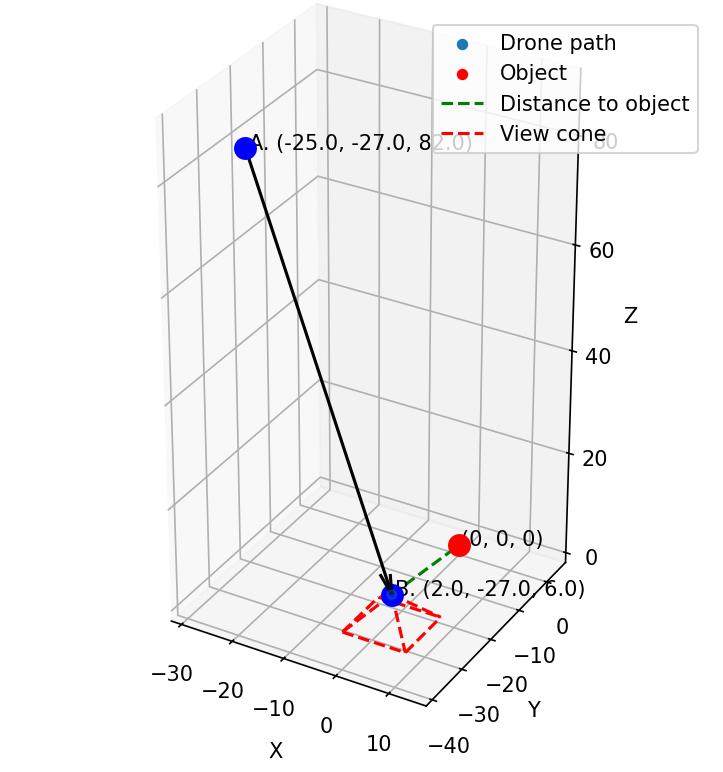 Drone path
Object
Distance to object
View cone
A. (-25.0, -27.0, 82.0)
80
60
Z
40
20
(0, 0, 0)
0
B. (2.0, -27.0, 6.0)
0
−10
−20
−30
Y
−40
−30
−20
−10
0
10
X